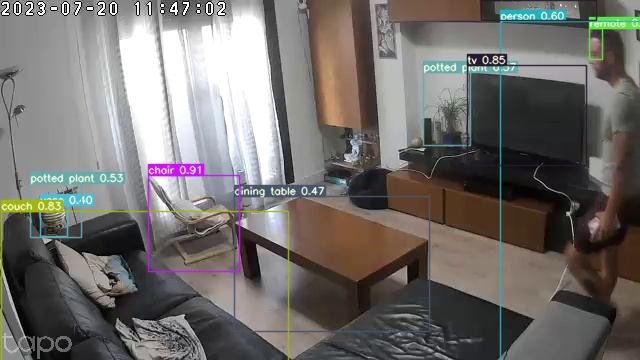 2023-07-20 11:47:02
person 0.60
remote 0.
tv 0.85
potted plant 0.57
chair 0.91
potted plant 0.53
dining table 0.47
vase 0.40
couch 0.83
tapo